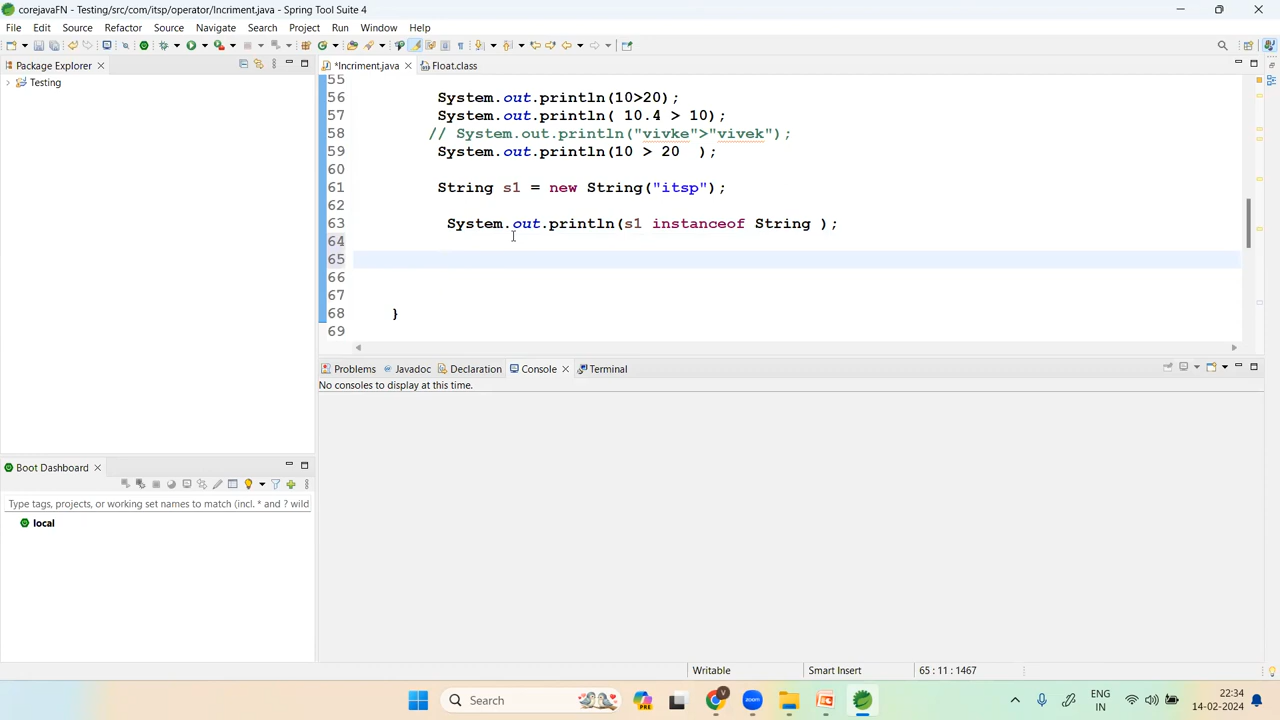 corejavaFN - Testing/src/com/itsp/operator/Incriment.java - Spring Tool Suite 4
File Edit Source Refactor Navigate Search Project Run Window Help
Package Explorer
*Incriment.java
Float.class
Testing
55
56 System.out.println(10>20);
57 System.out.println( 10.4 > 10);
58 // System.out.println("vivke">"vivek");
59 System.out.println(10 > 20 );
60
61 String s1 = new String("itsp");
62
63 System.out.println(s1 instanceof String );
64
65
66
67
68 }
69
Problems Javadoc Declaration Console Terminal
No consoles to display at this time.
Boot Dashboard
Type tags, projects, or working set names to match (incl. * and ? wild
local
Writable Smart Insert 65 : 11 : 1467
Search
PRE
V
zoom
ENG
IN
22:34
14-02-2024